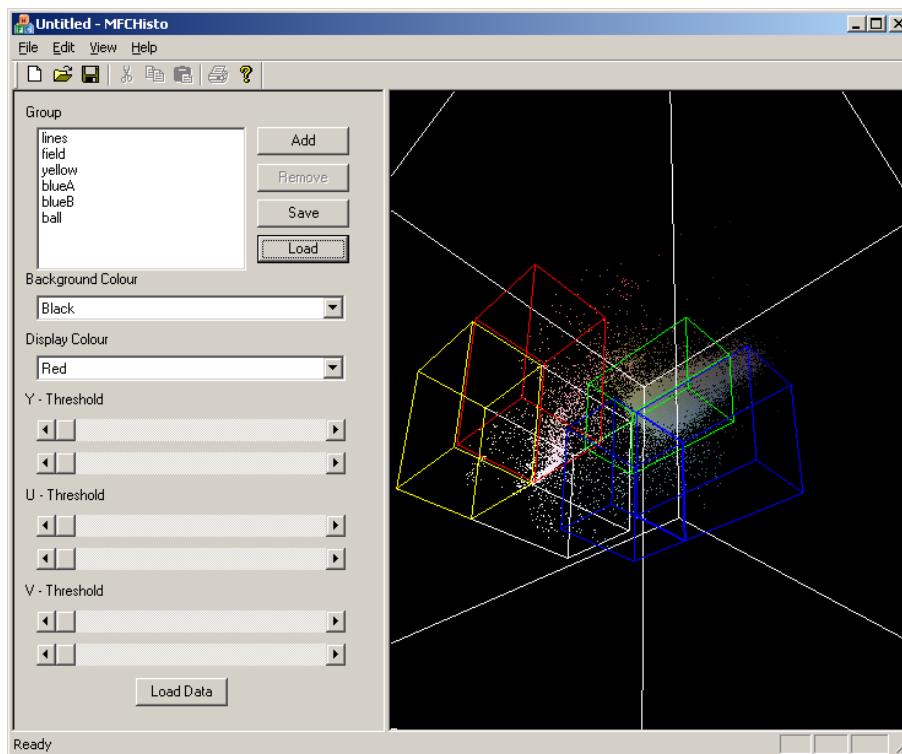 Untitled - MFCHisto
File Edit View Help
Group
lines
field
yellow
blueA
blueB
ball
Add
Remove
Save
Load
Background Colour
Black
Display Colour
Red
Y - Threshold
U - Threshold
V - Threshold
Load Data
Ready